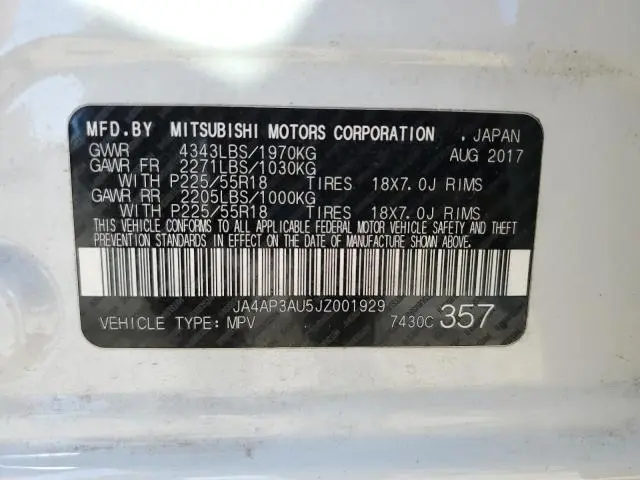 MFD.BY MITSUBISHI MOTORS CORPORATION . JAPAN
GVWR 4343LBS/1970KG AUG 2017
GAWR FR 2271LBS/1030KG
WITH P225/55R18 TIRES 18X7.0J RIMS
GAWR RR 2205LBS/1000KG
WITH P225/55R18 TIRES 18X7.0J RIMS
THIS VEHICLE CONFORMS TO ALL APPLICABLE FEDERAL MOTOR VEHICLE SAFETY AND THEFT
PREVENTION STANDARDS IN EFFECT ON THE DATE OF MANUFACTURE SHOWN ABOVE.
JA4AP3AU5JZ001929
VEHICLE TYPE: MPV 7430C 357